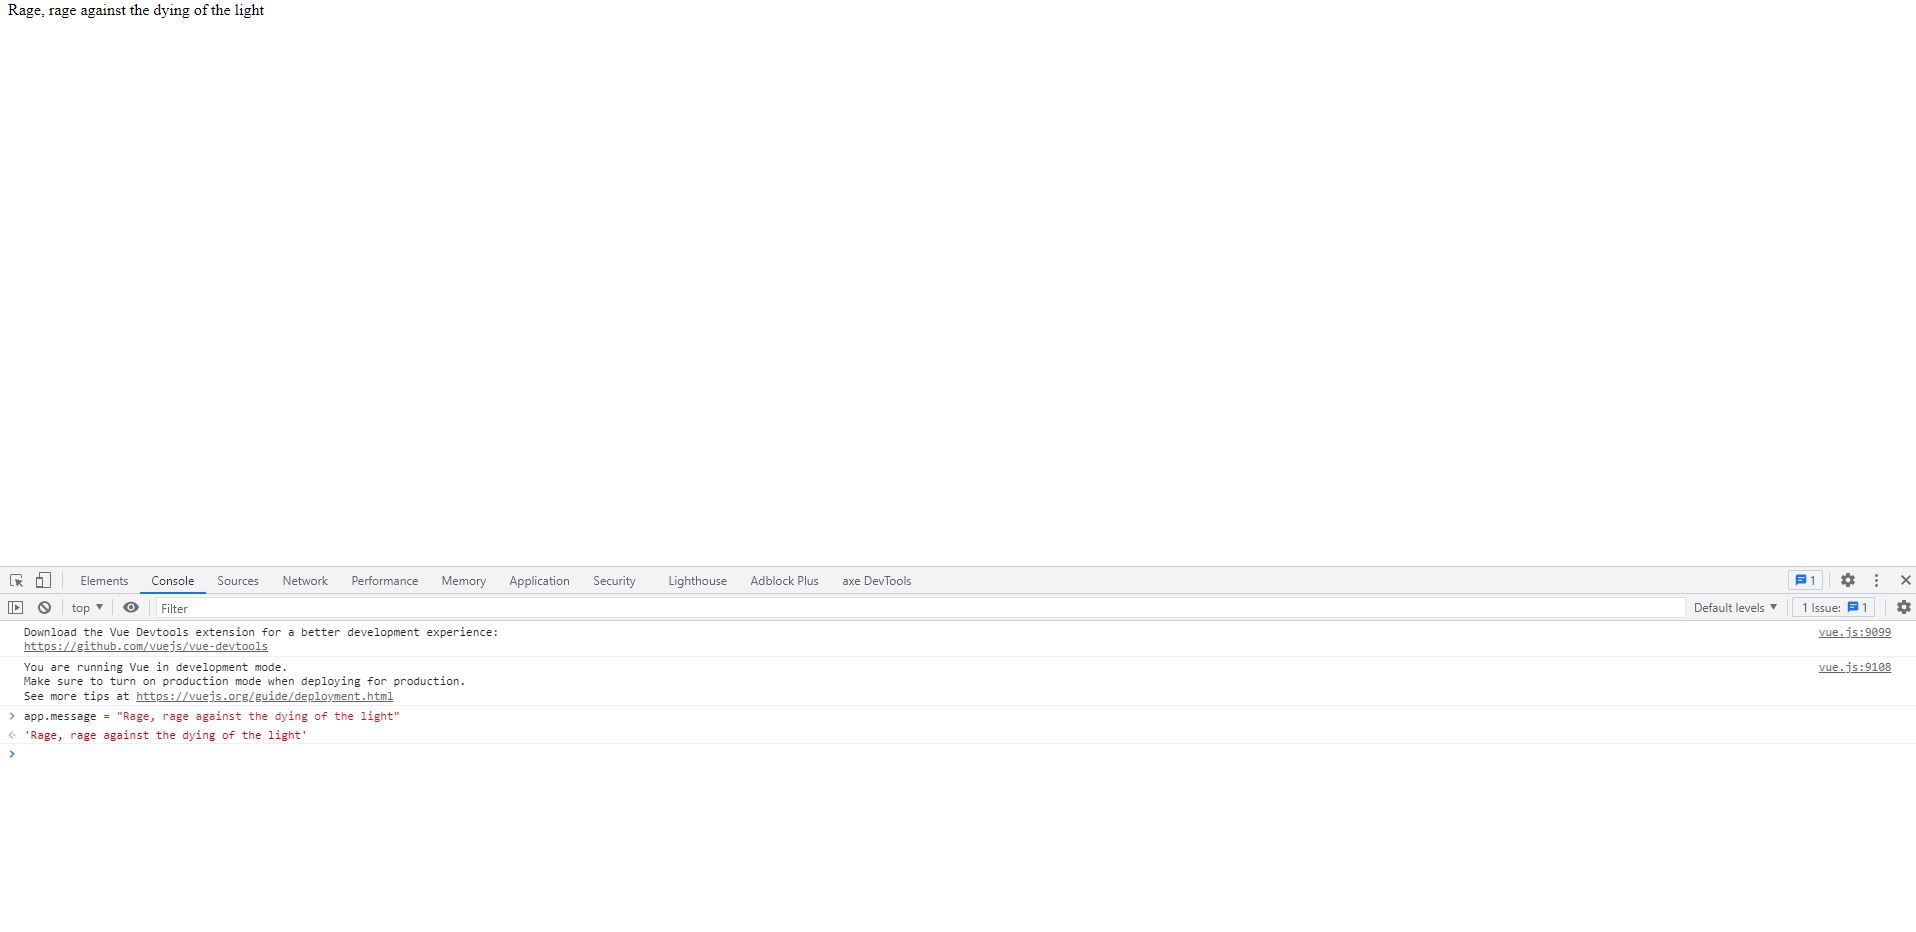 Rage, rage against the dying of the light
Elements Console Sources Network Performance Memory Application Security Lighthouse Adblock Plus axe DevTools 1
top Filter Default levels 1 Issue: 1
Download the Vue Devtools extension for a better development experience: vue.js:9099
https://github.com/vuejs/vue-devtools
You are running Vue in development mode. vue.js:9108
Make sure to turn on production mode when deploying for production.
See more tips at https://vuejs.org/guide/deployment.html
> app.message = "Rage, rage against the dying of the light"
'Rage, rage against the dying of the light'
>